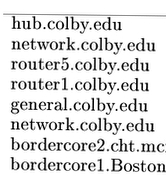 hub.colby.edu
network.colby.edu
router5.colby.edu
router1.colby.edu
general.colby.edu
network.colby.edu
bordercore2.cht.mc
bordercore1.Boston